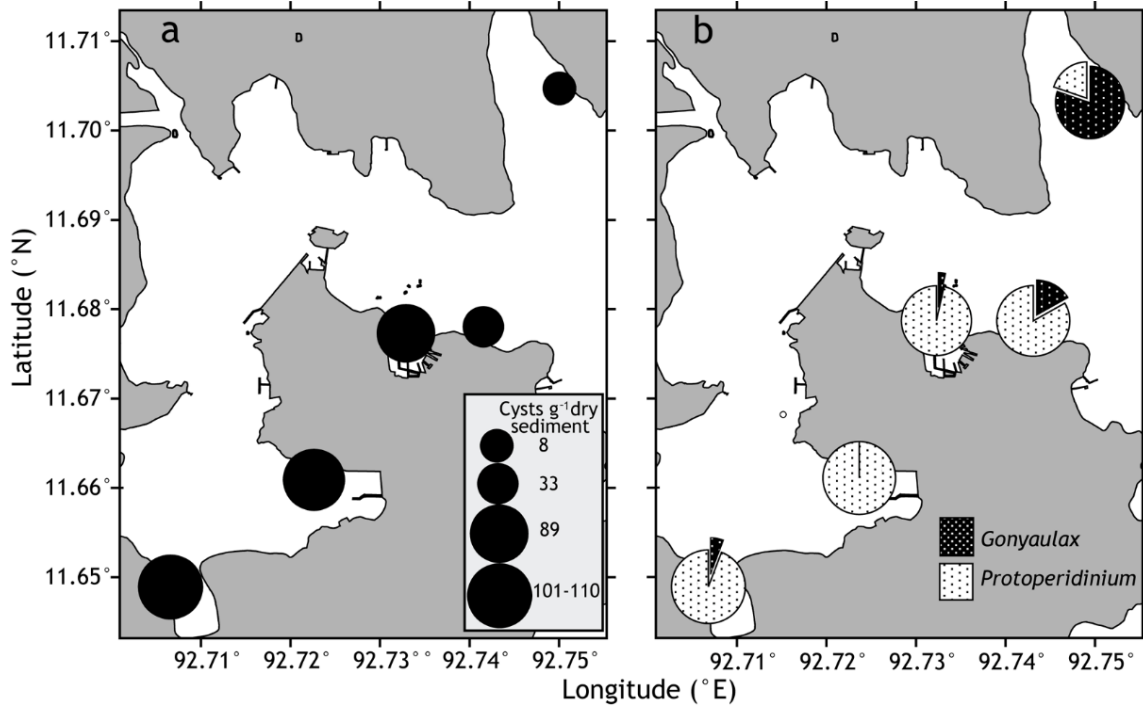 a
b
11.71°
11.70°
11.69°
11.68°
11.67°
11.66°
11.65°
Latitude (°N)
Cysts g⁻¹dry
sediment
8
33
89
101-110
Gonyaulax
Protoperidinium
92.71° 92.72° 92.73° 92.74° 92.75°
92.71° 92.72° 92.73° 92.74° 92.75°
Longitude (°E)